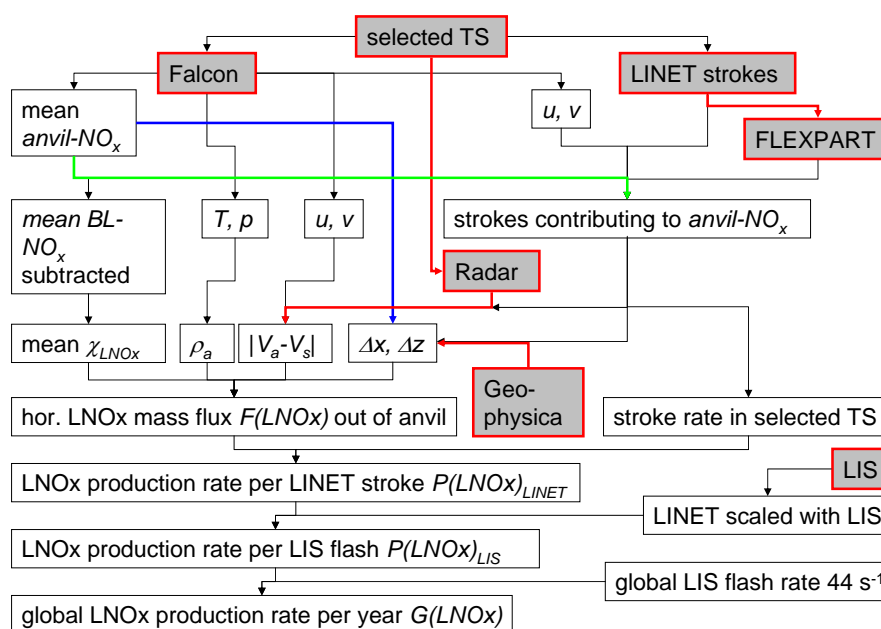 selected TS
Falcon
LINET strokes
mean
anvil-NOx
u, v
FLEXPART
mean BL-
NOx
subtracted
T, p
u, v
strokes contributing to anvil-NOx
Radar
mean χLNOx
ρa
|Va-Vs|
Δx, Δz
Geo-
physica
hor. LNOx mass flux F(LNOx) out of anvil
stroke rate in selected TS
LIS
LNOx production rate per LINET stroke P(LNOx)LINET
LINET scaled with LIS
LNOx production rate per LIS flash P(LNOx)LIS
global LIS flash rate 44 s-1
global LNOx production rate per year G(LNOx)